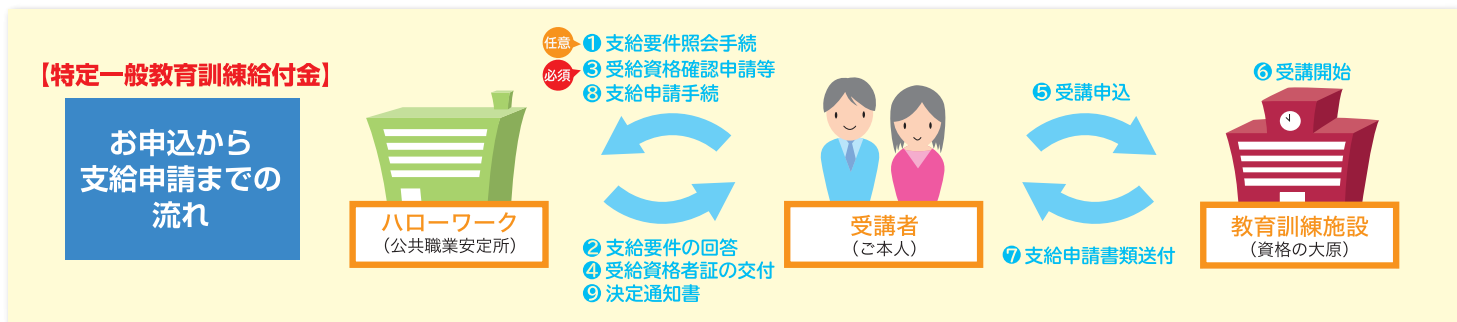 【特定一般教育訓練給付金】
お申込から
支給申請までの
流れ
任意 ❶ 支給要件照会手続
必須 ❸ 受給資格確認申請等
❽ 支給申請手続
ハローワーク
（公共職業安定所）
❷ 支給要件の回答
❹ 受給資格者証の交付
❾ 決定通知書
受講者
（ご本人）
❺ 受講申込
❻ 受講開始
❼ 支給申請書類送付
教育訓練施設
（資格の大原）